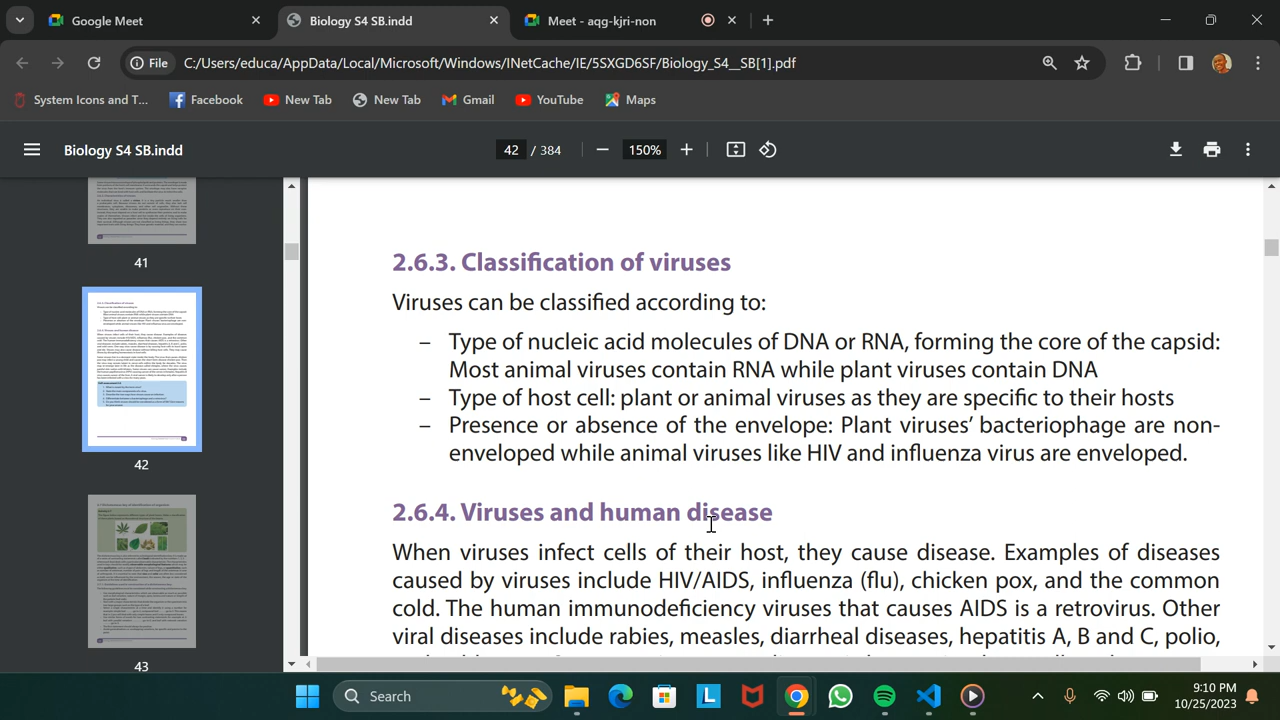 Google Meet
Biology S4 SB.indd
Meet - aqg-kjri-non
File
C:/Users/educa/AppData/Local/Microsoft/Windows/INetCache/IE/5SXGD6SF/Biology_S4__SB[1].pdf
System Icons and T...
Facebook
New Tab
New Tab
Gmail
YouTube
Maps
Biology S4 SB.indd
42 / 384
150%
41
42
43
2.6.3. Classification of viruses
Viruses can be classified according to:
– Type of nucleic acid molecules of DNA or RNA, forming the core of the capsid:
Most animal viruses contain RNA while plant viruses contain DNA
– Type of host cell: plant or animal viruses as they are specific to their hosts
– Presence or absence of the envelope: Plant viruses’ bacteriophage are non-
enveloped while animal viruses like HIV and influenza virus are enveloped.
2.6.4. Viruses and human disease
When viruses infect cells of their host, they cause disease. Examples of diseases
caused by viruses include HIV/AIDS, influenza (flu), chicken pox, and the common
cold. The human immunodeficiency viruses that causes AIDS is a retrovirus. Other
viral diseases include rabies, measles, diarrheal diseases, hepatitis A, B and C, polio,
Search
9:10 PM
10/25/2023